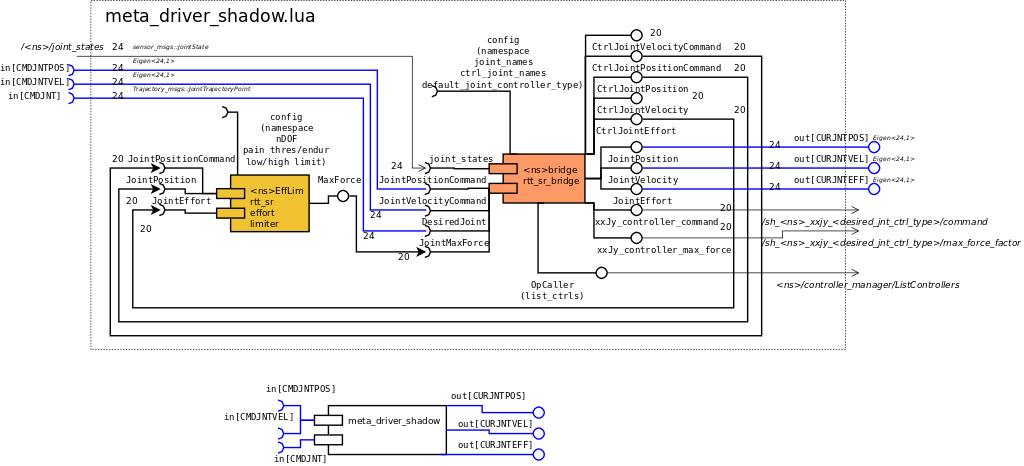 meta_driver_shadow.lua
/<ns>/joint_states 24 sensor_msgs::jointState
in[CMDJNTPOS] 24 Eigen<24,1>
in[CMDJNTVEL] 24 Eigen<24,1>
in[CMDJNT] 24 Trajectory_msgs::jointTrajectoryPoint
config
(namespace
joint_names
ctrl_joint_names
default_joint_controller_type)
20
CtrlJointVelocityCommand 20
CtrlJointPositionCommand 20
CtrlJointPosition
20
CtrlJointVelocity 20
CtrlJointEffort
config
(namespace
nDOF
pain thres/endur
low/high limit)
20 JointPositionCommand
JointPosition
20 JointEffort
20
<ns>EffLim
rtt_sr
effort
limiter
MaxForce
24 joint_states
JointPositionCommand
JointVelocityCommand
24
DesiredJoint
24
JointMaxForce
20
<ns>bridge
rtt_sr_bridge
out[CURJNTPOS] Eigen<24,1>
24
JointPosition out[CURJNTVEL] Eigen<24,1>
24
JointVelocity out[CURJNTEFF] Eigen<24,1>
24
JointEffort
20
xxJy_controller_command /sh_<ns>_xxjy_<desired_jnt_ctrl_type>/command
20
xxJy_controller_max_force /sh_<ns>_xxjy_<desired_jnt_ctrl_type>/max_force_factor
OpCaller
(list_ctrls)
<ns>/controller_manager/ListControllers
in[CMDJNTPOS]
in[CMDJNTVEL]
in[CMDJNT]
meta_driver_shadow
out[CURJNTPOS]
out[CURJNTVEL]
out[CURJNTEFF]